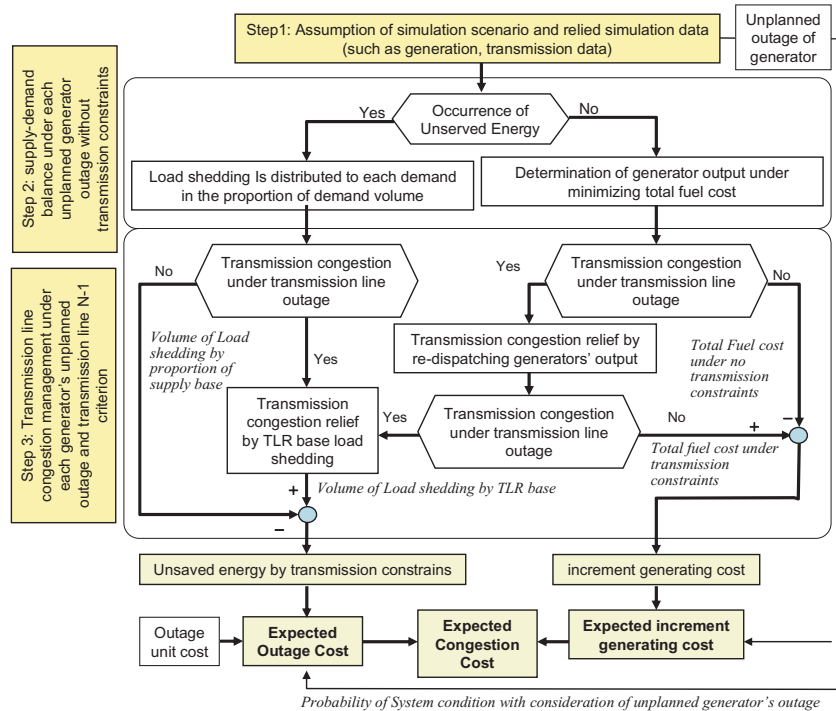 Step1: Assumption of simulation scenario and relied simulation data
(such as generation, transmission data)
Unplanned
outage of
generator
Step 2: supply-demand
balance under each
unplanned generator
outage without
transmission constraints
Yes
Occurrence of
Unserved Energy
No
Load shedding Is distributed to each demand
in the proportion of demand volume
Determination of generator output under
minimizing total fuel cost
Step 3: Transmission line
congestion management under
each generator's unplanned
outage and transmission line N-1
criterion
No
Transmission congestion
under transmission line
outage
Yes
Transmission congestion
under transmission line
outage
No
Volume of Load
shedding by
proportion of
supply base
Yes
Transmission congestion relief by
re-dispatching generators' output
Total Fuel cost
under no
transmission
constraints
Transmission
congestion relief
by TLR base load
shedding
Yes
Transmission congestion
under transmission line
outage
No
+
−
Total fuel cost under
transmission
constraints
+
Volume of Load shedding by TLR base
−
Unsaved energy by transmission constrains
increment generating cost
Outage
unit cost
Expected
Outage Cost
Expected
Congestion
Cost
Expected increment
generating cost
Probability of System condition with consideration of unplanned generator's outage